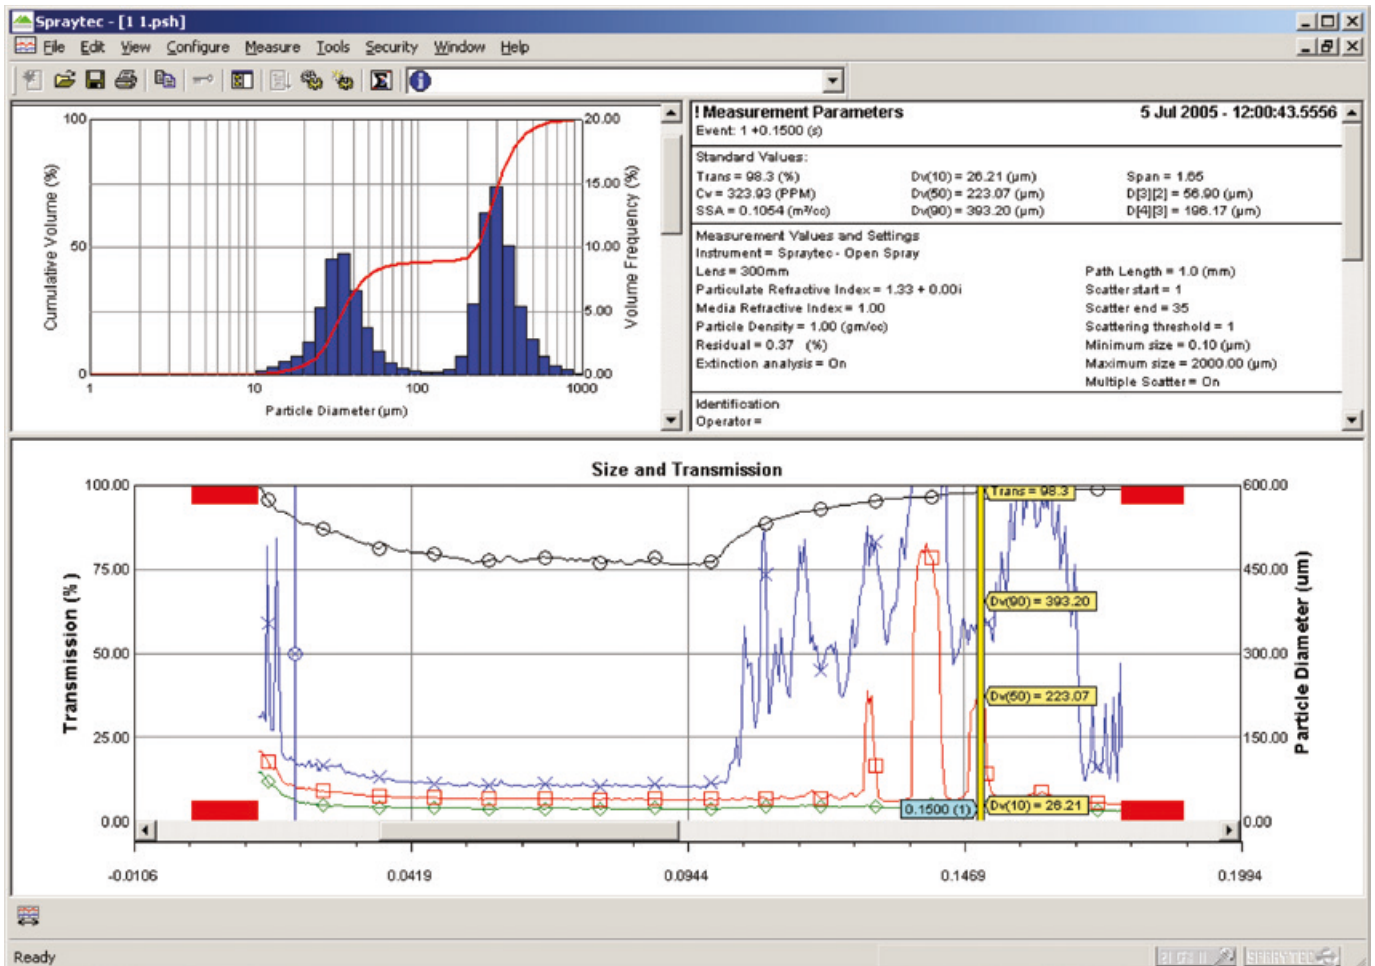 Spraytec - [1 1.psh]
File Edit View Configure Measure Tools Security Window Help
100
50
0
Cumulative Volume (%)
20.00
15.00
10.00
5.00
0.00
Volume Frequency (%)
1 10 100 1000
Particle Diameter (µm)
! Measurement Parameters 5 Jul 2005 - 12:00:43.5556
Event: 1 +0.1500 (s)
Standard Values:
Trans = 98.3 (%) Dv(10) = 26.21 (µm) Span = 1.65
Cv = 323.93 (PPM) Dv(50) = 223.07 (µm) D[3][2] = 56.90 (µm)
SSA = 0.1054 (m²/cc) Dv(90) = 393.20 (µm) D[4][3] = 196.17 (µm)
Measurement Values and Settings
Instrument = Spraytec - Open Spray
Lens = 300mm Path Length = 1.0 (mm)
Particulate Refractive Index = 1.33 + 0.00i Scatter start = 1
Media Refractive Index = 1.00 Scatter end = 35
Particle Density = 1.00 (gm/cc) Scattering threshold = 1
Residual = 0.37 (%) Minimum size = 0.10 (µm)
Extinction analysis = On Maximum size = 2000.00 (µm)
Multiple Scatter = On
Identification
Operator =
Size and Transmission
100.00
75.00
50.00
25.00
0.00
Transmission (% )
Trans = 98.3
Dv(90) = 393.20
Dv(50) = 223.07
Dv(10) = 26.21
0.1500 (1)
600.00
450.00
300.00
150.00
0.00
Particle Diameter (um)
-0.0106 0.0419 0.0944 0.1469 0.1994
Ready
SPRAYTEC